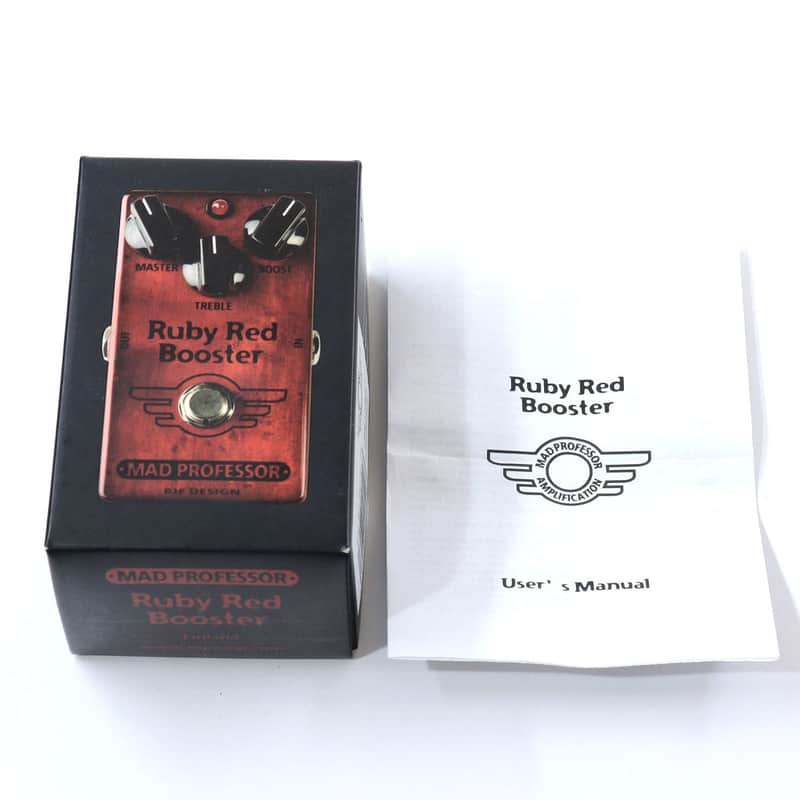 MASTER
BOOST
TREBLE
OUT
IN
Ruby Red
Booster
MAD PROFESSOR
BJF DESIGN
MAD PROFESSOR
Ruby Red
Booster
Finland
Ruby Red
Booster
MAD PROFESSOR
AMPLIFICATION
User' s Manual